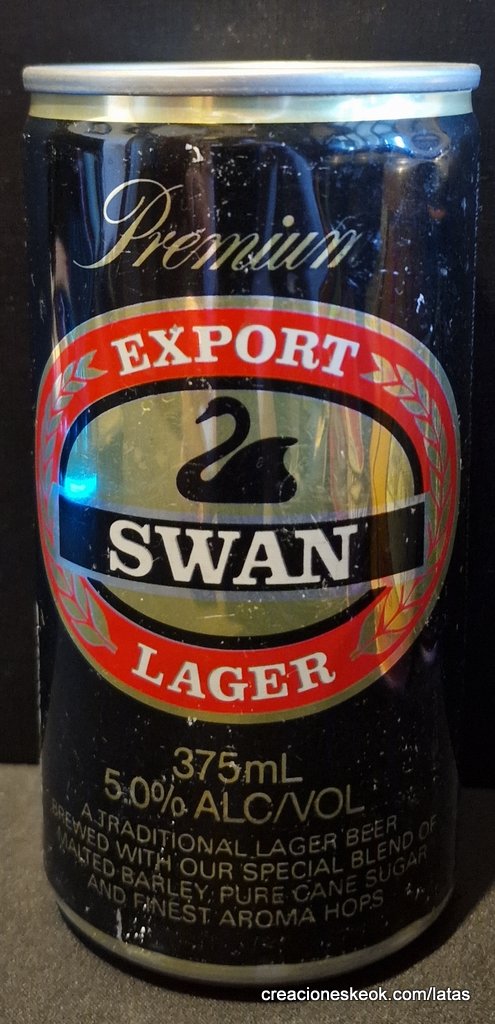 Premium
EXPORT
SWAN
LAGER
375mL
5.0% ALC/VOL
A TRADITIONAL LAGER BEER
BREWED WITH OUR SPECIAL BLEND OF
MALTED BARLEY, PURE CANE SUGAR
AND FINEST AROMA HOPS
creacioneskeok.com/latas